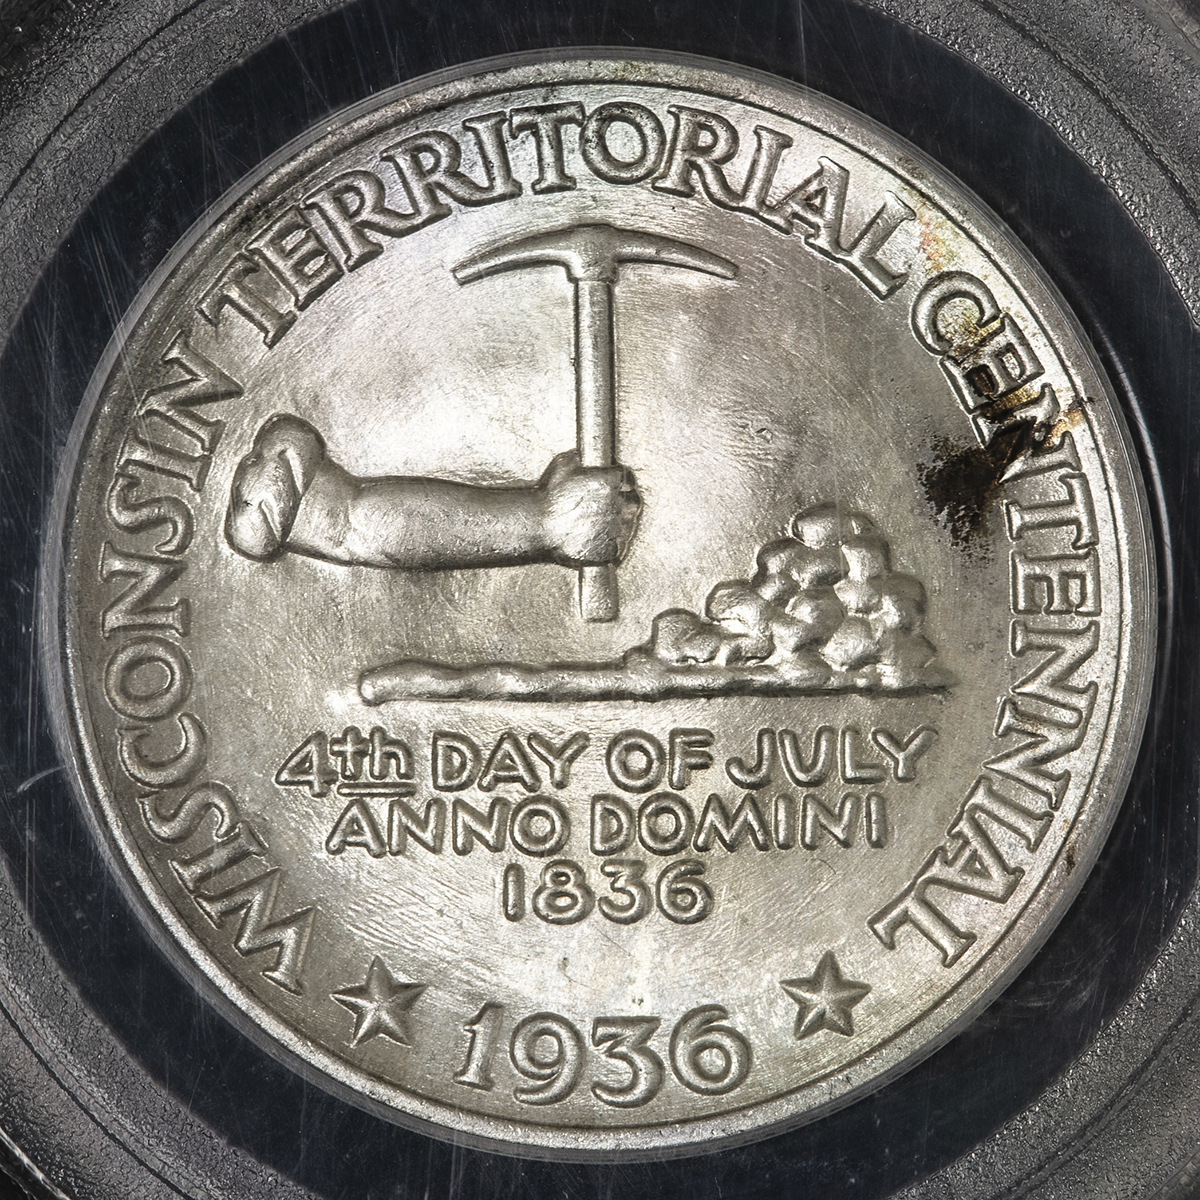 WISCONSIN TERRITORIAL CENTENNIAL
4th DAY OF JULY
ANNO DOMINI
1836
1936